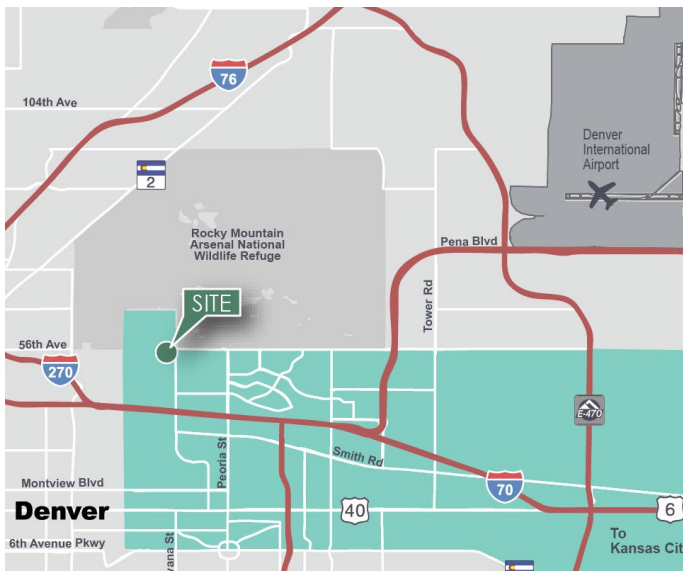 76
104th Ave
2
Denver
International
Airport
Rocky Mountain
Arsenal National
Wildlife Refuge
Pena Blvd
SITE
Tower Rd
56th Ave
270
E-470
Peoria St
Smith Rd
Montview Blvd
70
40
6
Denver
To
6th Avenue Pkwy
vana St
Kansas Cit